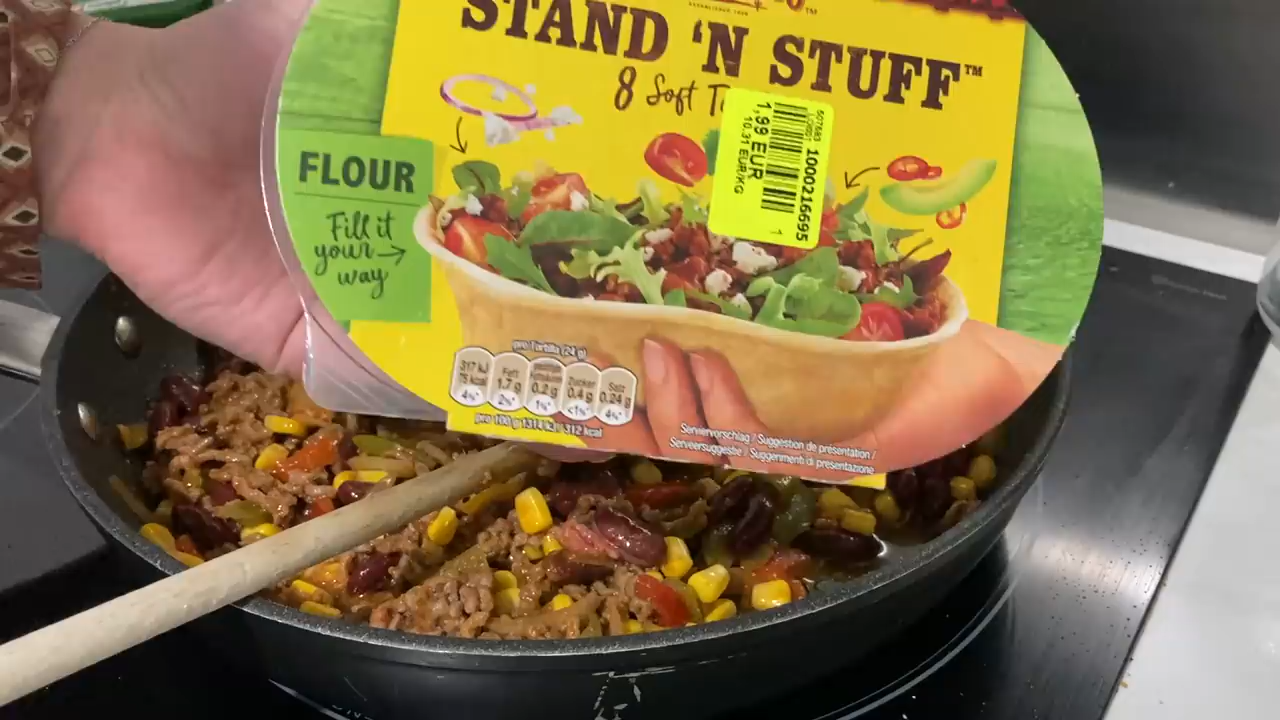 STAND 'N STUFF™
8 Soft
1,99 EUR
10.31 EUR/KG
1000216695
1
FLOUR
Fill it
your
way
pro Tortilla (24 g)
317 kJ
75 kcal
4%*
Fett
1,7 g
2%*
0,2 g
1%*
Zucker
0,4 g
<1%*
Salz
0,24 g
4%*
pro 100 g 1314 kJ / 312 kcal
Serviervorschlag / Suggestion de présentation /
Serveersuggestie / Suggerimenti di presentazione